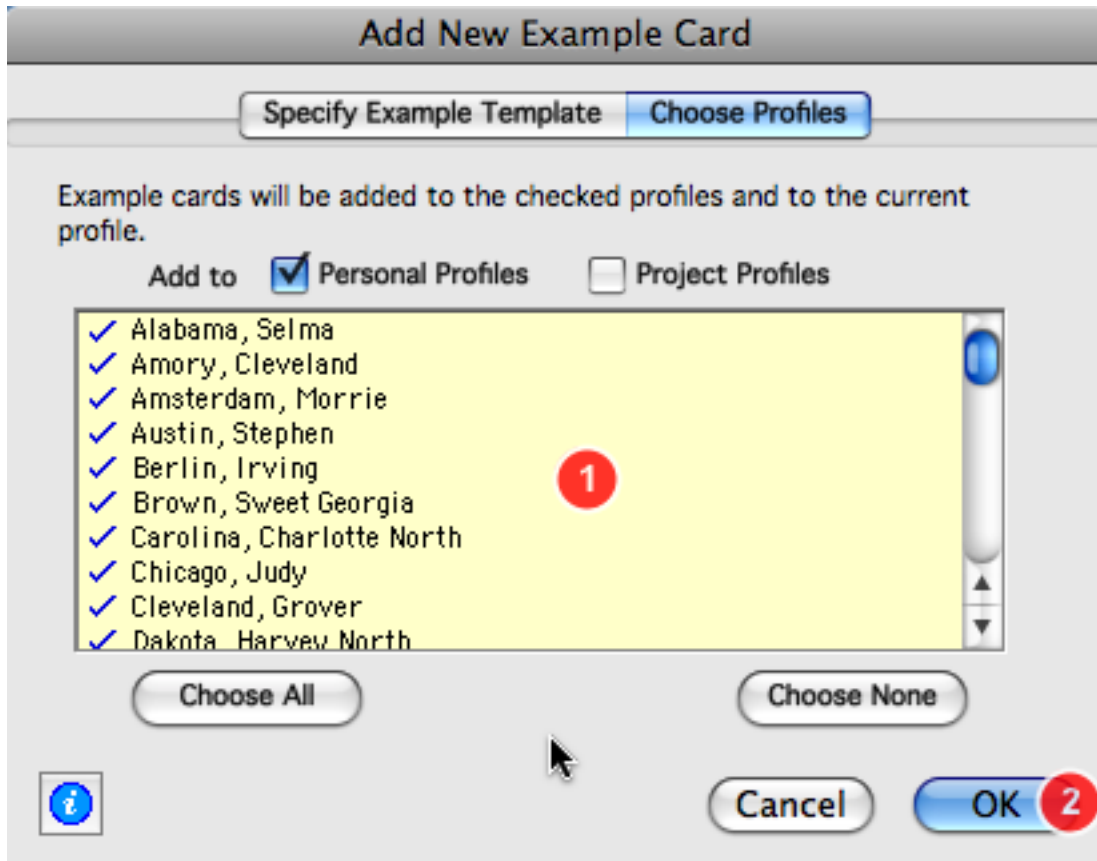 Add New Example Card
Specify Example Template Choose Profiles
Example cards will be added to the checked profiles and to the current
profile.
Add to Personal Profiles Project Profiles
Alabama, Selma
Amory, Cleveland
Amsterdam, Morrie
Austin, Stephen
Berlin, Irving
1
Brown, Sweet Georgia
Carolina, Charlotte North
Chicago, Judy
Cleveland, Grover
Dakota, Harvey North
Choose All Choose None
i Cancel OK 2